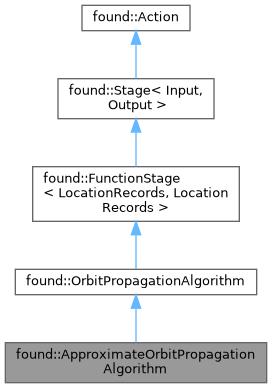 found::Action
found::Stage< Input,
Output >
found::FunctionStage
< LocationRecords, Location
Records >
found::OrbitPropagationAlgorithm
found::ApproximateOrbitPropagation
Algorithm